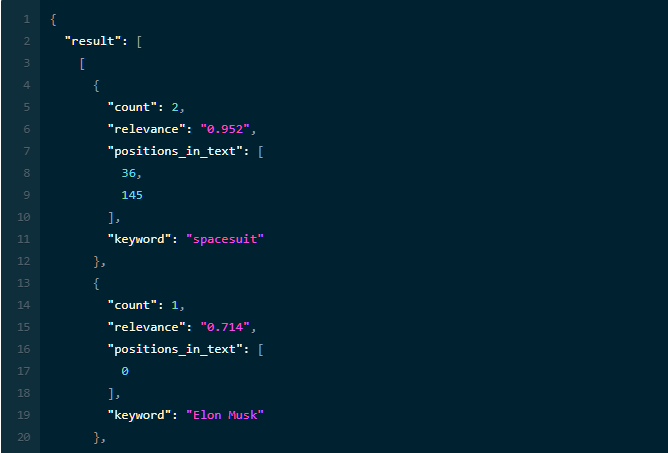 1 {
2 "result": [
3 [
4 {
5 "count": 2,
6 "relevance": "0.952",
7 "positions_in_text": [
8 36,
9 145
10 ],
11 "keyword": "spacesuit"
12 },
13 {
14 "count": 1,
15 "relevance": "0.714",
16 "positions_in_text": [
17 0
18 ],
19 "keyword": "Elon Musk"
20 },